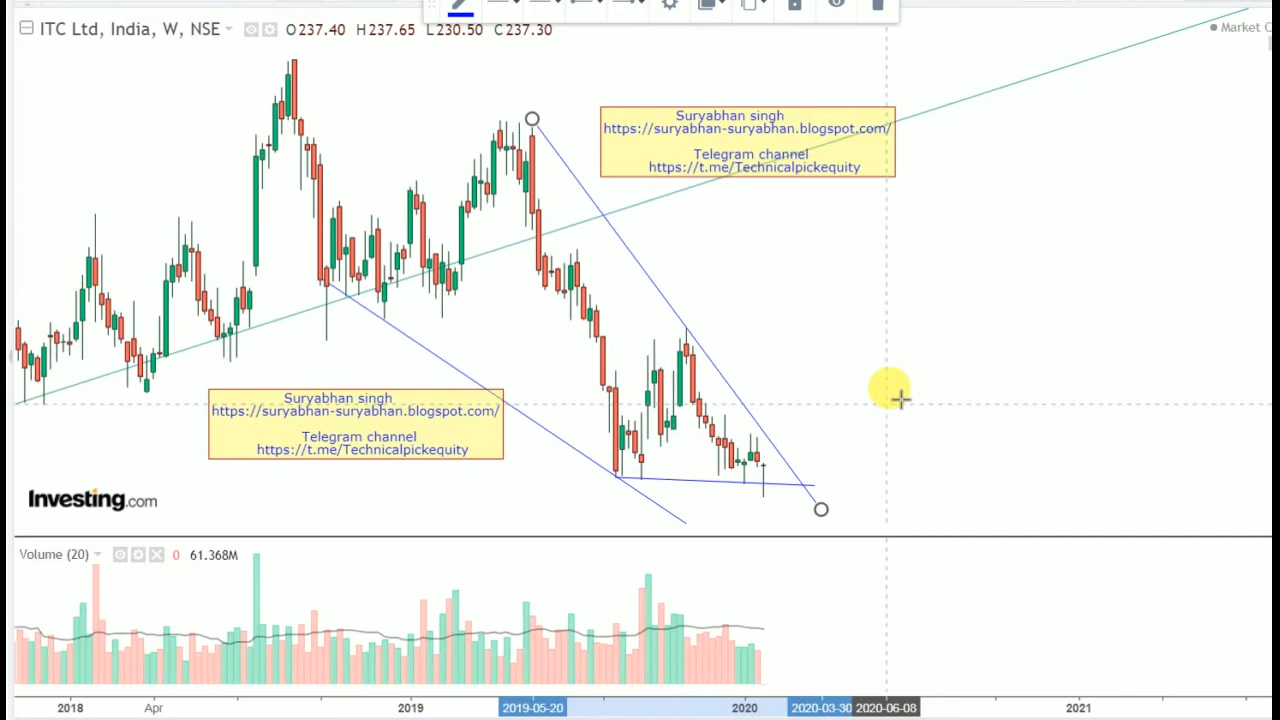 ITC Ltd, India, W, NSE O237.40 H237.65 L230.50 C237.30
Market C
Suryabhan singh
https://suryabhan-suryabhan.blogspot.com/
Telegram channel
https://t.me/Technicalpickequity
Suryabhan singh
https://suryabhan-suryabhan.blogspot.com/
Telegram channel
https://t.me/Technicalpickequity
Investing.com
Volume (20) 0 61.368M
2018 Apr 2019 2019-05-20 2020 2020-03-30 2020-06-08 2021